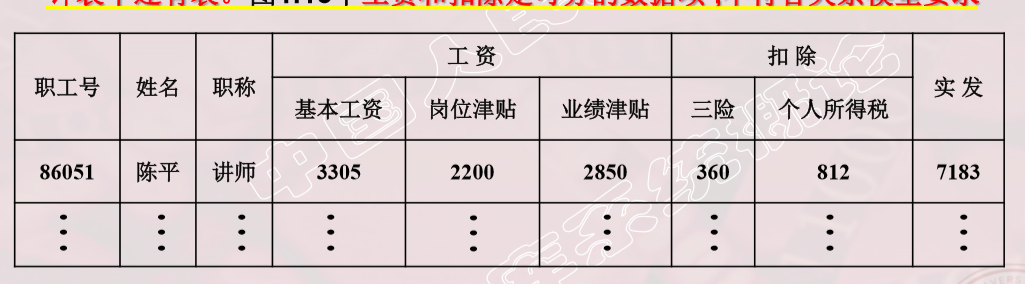 工 资 扣 除
职工号 姓名 职称 实 发
基本工资 岗位津贴 业绩津贴 三险 个人所得税
86051 陈平 讲师 3305 2200 2850 360 812 7183